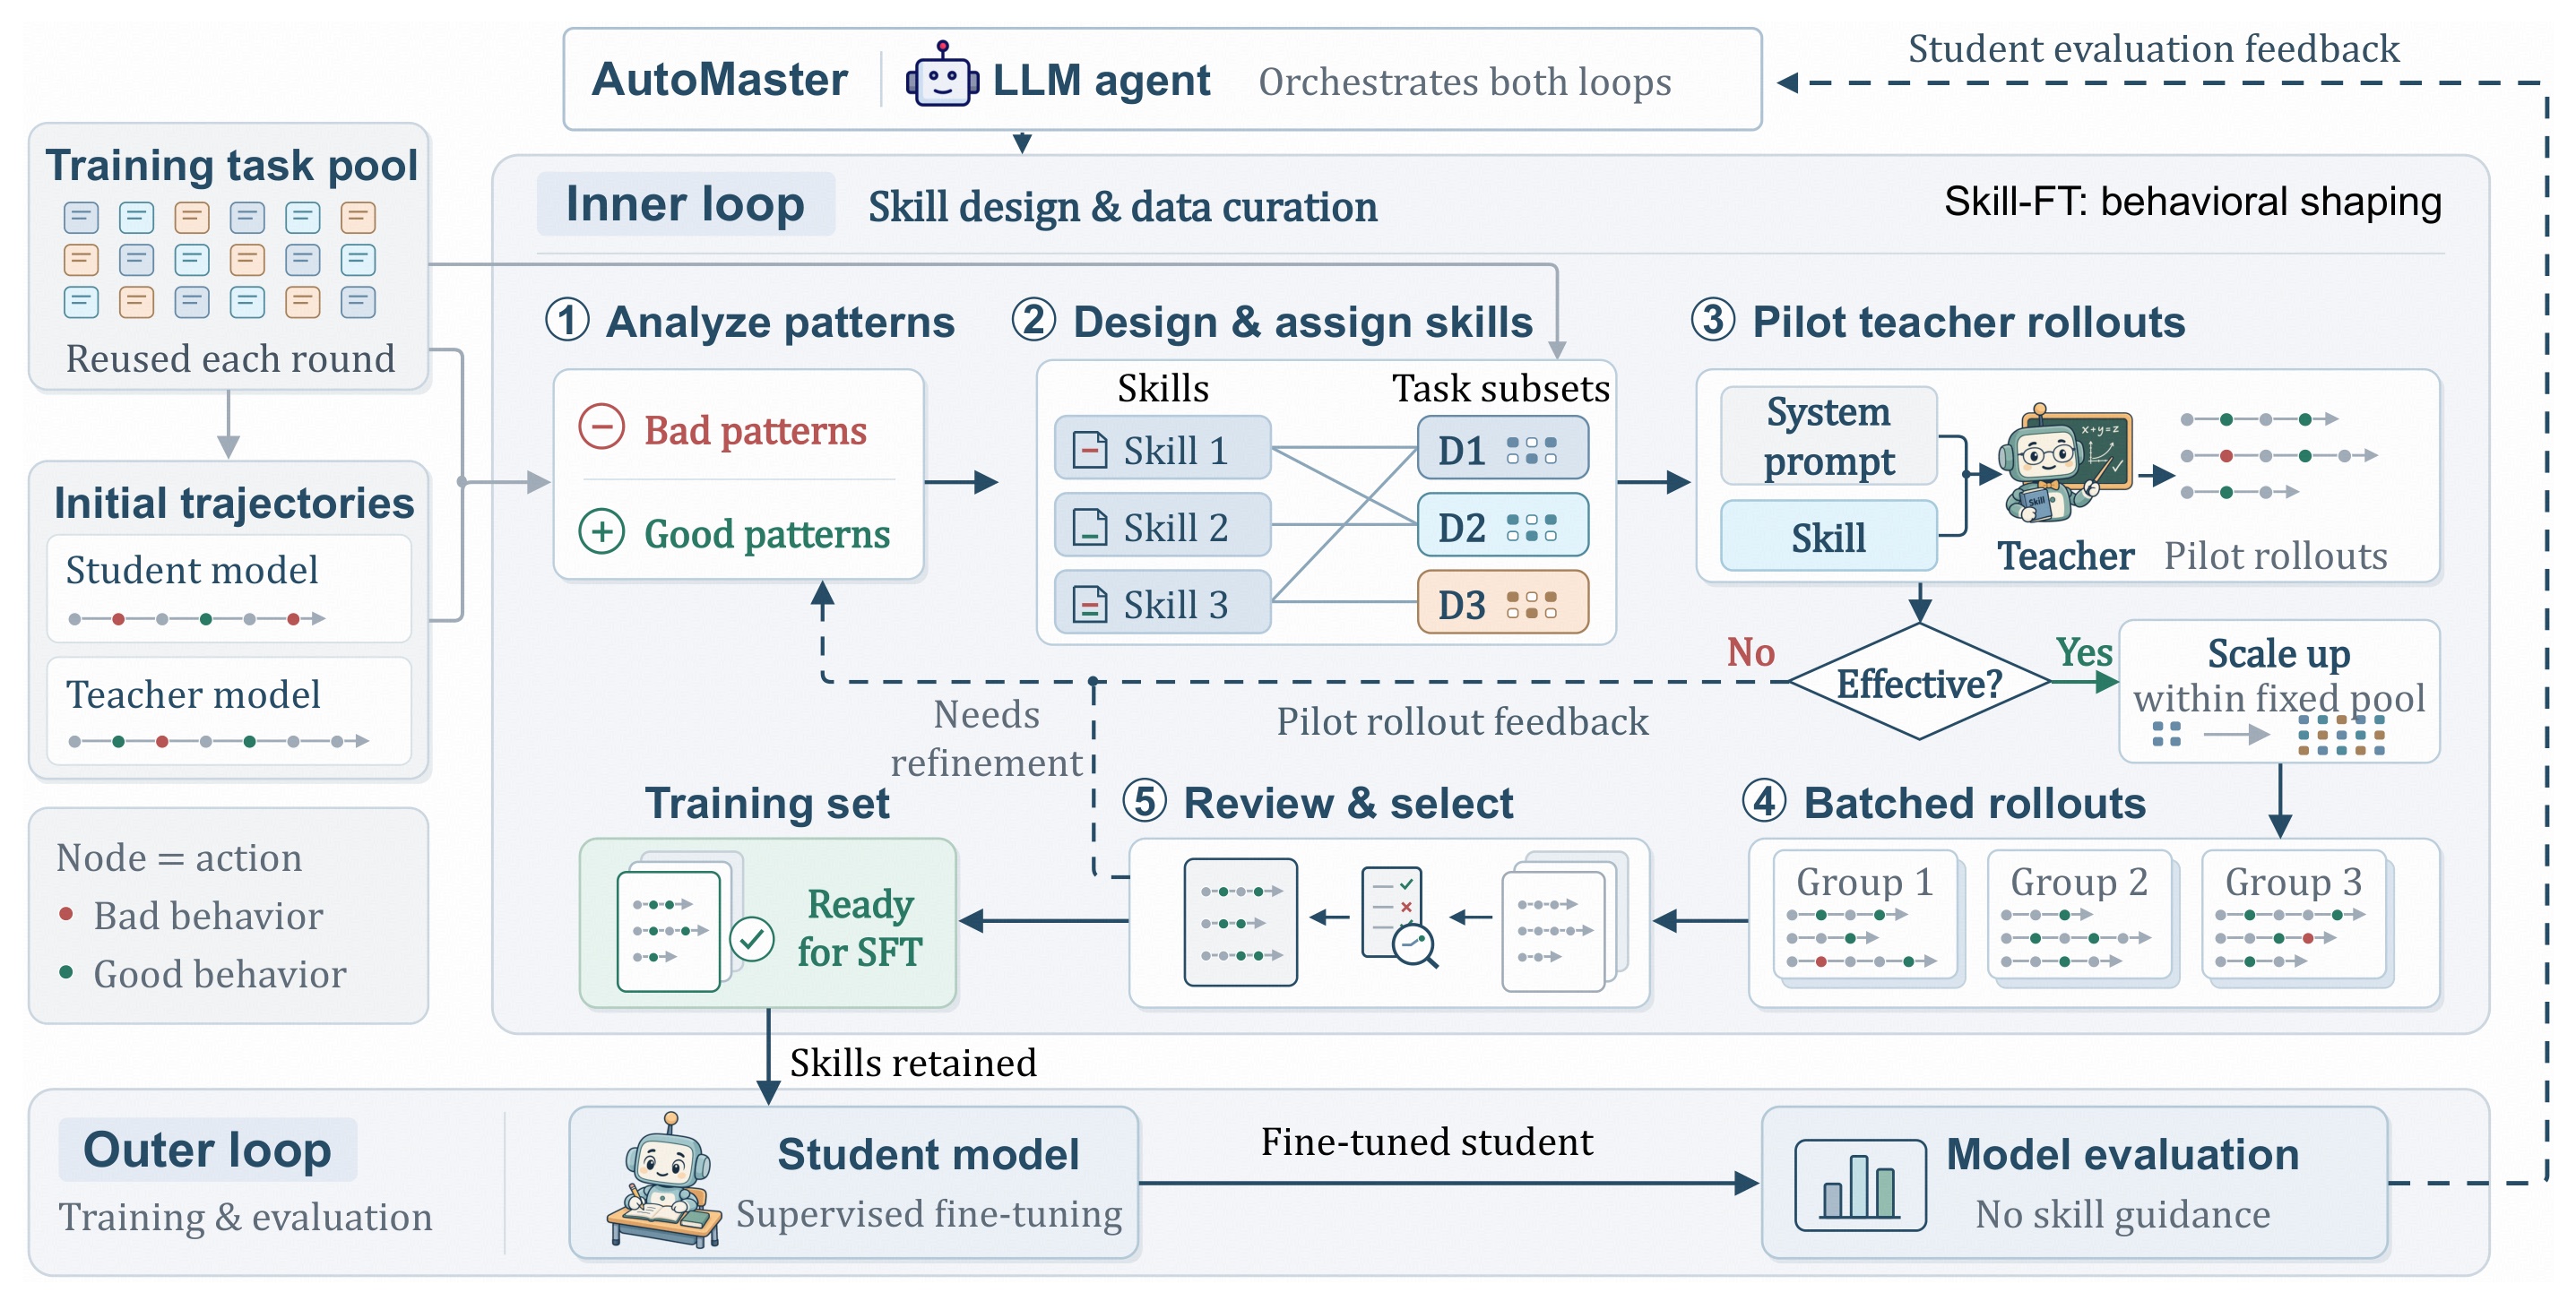 AutoMaster
LLM agent
Orchestrates both loops
Student evaluation feedback
Training task pool
Reused each round
Initial trajectories
Student model
Teacher model
Node = action
Bad behavior
Good behavior
Inner loop
Skill design & data curation
Skill-FT: behavioral shaping
① Analyze patterns
Bad patterns
Good patterns
② Design & assign skills
Skills
Task subsets
Skill 1
D1
Skill 2
D2
Skill 3
D3
③ Pilot teacher rollouts
System
prompt
Skill
x+y=z
Skill
Teacher
Pilot rollouts
No
Effective?
Yes
Scale up
within fixed pool
Needs
refinement
Pilot rollout feedback
Training set
Ready
for SFT
⑤ Review & select
④ Batched rollouts
Group 1
Group 2
Group 3
Skills retained
Outer loop
Training & evaluation
Student model
Supervised fine-tuning
Fine-tuned student
Model evaluation
No skill guidance